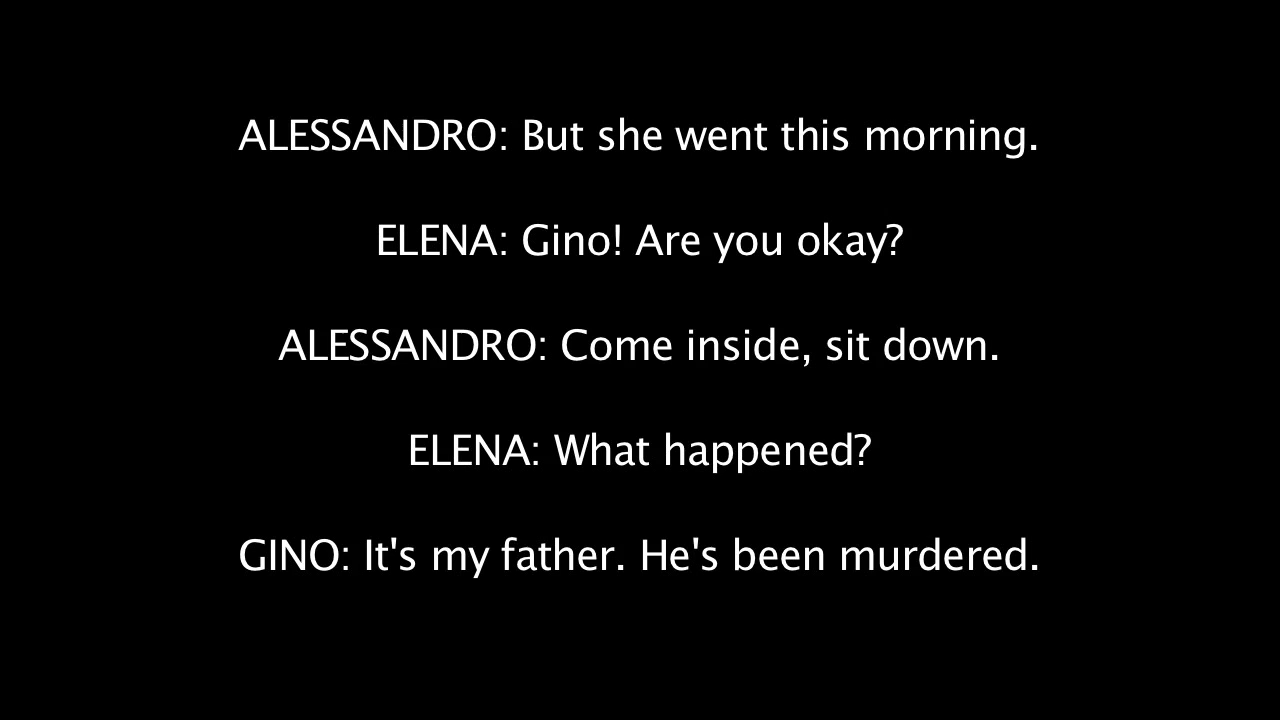 ALESSANDRO: But she went this morning.
ELENA: Gino! Are you okay?
ALESSANDRO: Come inside, sit down.
ELENA: What happened?
GINO: It's my father. He's been murdered.